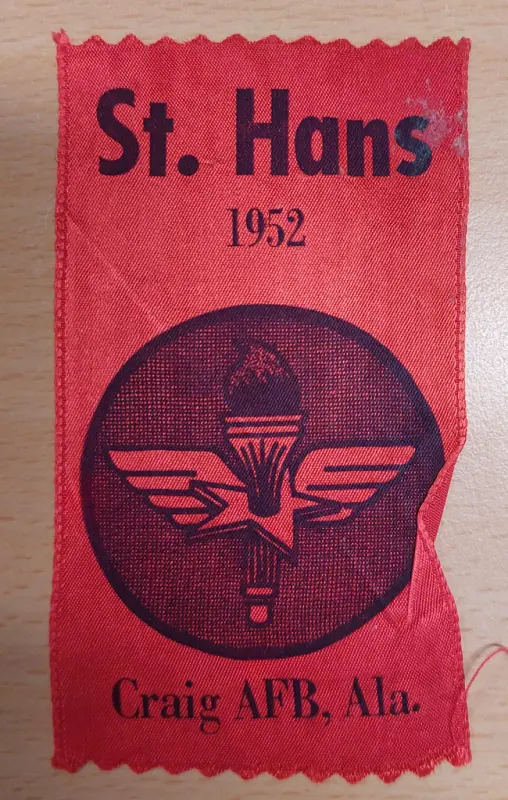 St. Hans
1952
Craig AFB, Ala.